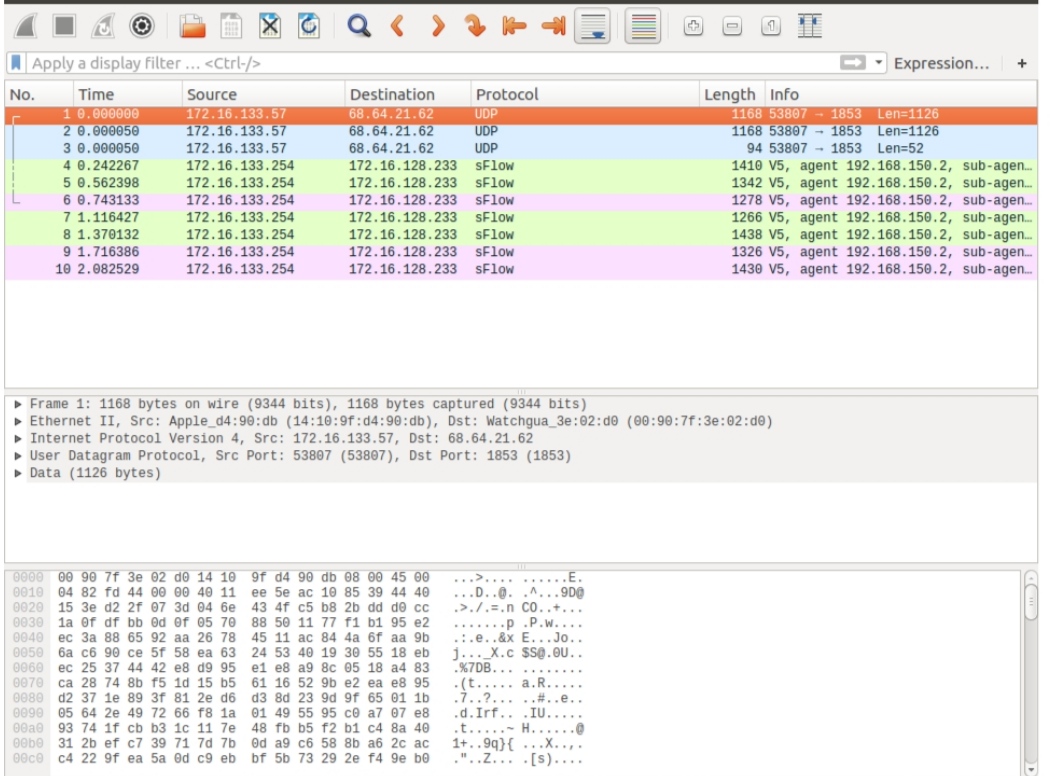 Apply a display filter … <Ctrl-/> Expression… +
No. Time Source Destination Protocol Length Info
1 0.000000 172.16.133.57 68.64.21.62 UDP 1168 53807 → 1853 Len=1126
2 0.000050 172.16.133.57 68.64.21.62 UDP 1168 53807 → 1853 Len=1126
3 0.000050 172.16.133.57 68.64.21.62 UDP 94 53807 → 1853 Len=52
4 0.242267 172.16.133.254 172.16.128.233 sFlow 1410 V5, agent 192.168.150.2, sub-agen…
5 0.562398 172.16.133.254 172.16.128.233 sFlow 1342 V5, agent 192.168.150.2, sub-agen…
6 0.743133 172.16.133.254 172.16.128.233 sFlow 1278 V5, agent 192.168.150.2, sub-agen…
7 1.116427 172.16.133.254 172.16.128.233 sFlow 1266 V5, agent 192.168.150.2, sub-agen…
8 1.370132 172.16.133.254 172.16.128.233 sFlow 1438 V5, agent 192.168.150.2, sub-agen…
9 1.716386 172.16.133.254 172.16.128.233 sFlow 1326 V5, agent 192.168.150.2, sub-agen…
10 2.082529 172.16.133.254 172.16.128.233 sFlow 1430 V5, agent 192.168.150.2, sub-agen…
Frame 1: 1168 bytes on wire (9344 bits), 1168 bytes captured (9344 bits)
Ethernet II, Src: Apple_d4:90:db (14:10:9f:d4:90:db), Dst: Watchgua_3e:02:d0 (00:90:7f:3e:02:d0)
Internet Protocol Version 4, Src: 172.16.133.57, Dst: 68.64.21.62
User Datagram Protocol, Src Port: 53807 (53807), Dst Port: 1853 (1853)
Data (1126 bytes)
0000 00 90 7f 3e 02 d0 14 10 9f d4 90 db 08 00 45 00 ...>.... ......E.
0010 04 82 fd 44 00 00 40 11 ee 5e ac 10 85 39 44 40 ...D..@. .^...9D@
0020 15 3e d2 2f 07 3d 04 6e 43 4f c5 b8 2b dd d0 cc .>./.=.n CO..+...
0030 1a 0f df bb 0d 0f 05 70 88 50 11 77 f1 b1 95 e2 .......p .P.w....
0040 ec 3a 88 65 92 aa 26 78 45 11 ac 84 4a 6f aa 9b .:.e..&x E...Jo..
0050 6a c6 90 ce 5f 58 ea 63 24 53 40 19 30 55 18 eb j..._X.c $S@.0U..
0060 ec 25 37 44 42 e8 d9 95 e1 e8 a9 8c 05 18 a4 83 .%7DB... ........
0070 ca 28 74 8b f5 1d 15 b5 61 16 52 9b e2 ea e8 95 .(t..... a.R.....
0080 d2 37 1e 89 3f 81 2e d6 d3 8d 23 9d 9f 65 01 1b .7..?... ..#..e..
0090 05 64 2e 49 72 66 f8 1a 01 49 55 95 c0 a7 07 e8 .d.Irf.. .IU.....
00a0 93 74 1f cb b3 1c 11 7e 48 fb b5 f2 b1 c4 8a 40 .t.....~ H......@
00b0 31 2b ef c7 39 71 7d 7b 0d a9 c6 58 8b a6 2c ac 1+..9q}{ ...X..,.
00c0 c4 22 9f ea 5a 0d c9 eb bf 5b 73 29 2e f4 9e b0 ."..Z... .[s)....